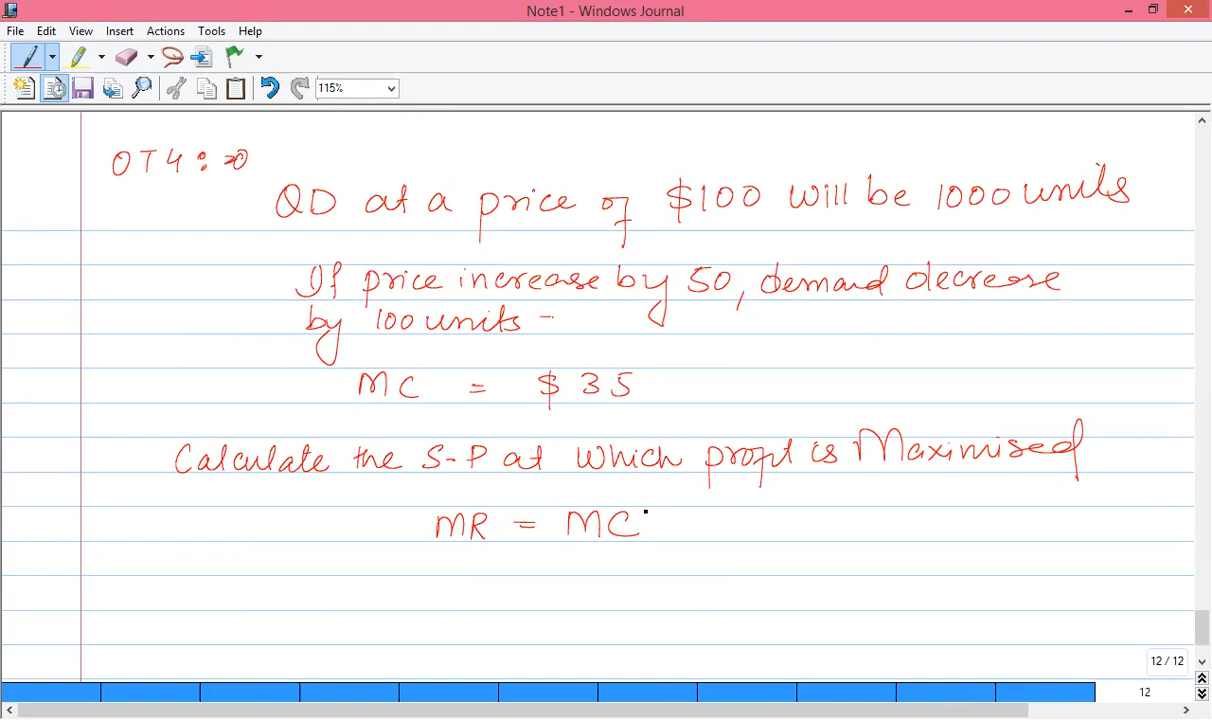 Note1 - Windows Journal
File Edit View Insert Actions Tools Help
115%
OT4 :
QD at a price of $100 will be 1000 units
If price increase by 50, demand decrease
by 100 units -
MC = $35
Calculate the S-P at which profit is Maximised
MR = MC
12 / 12
12